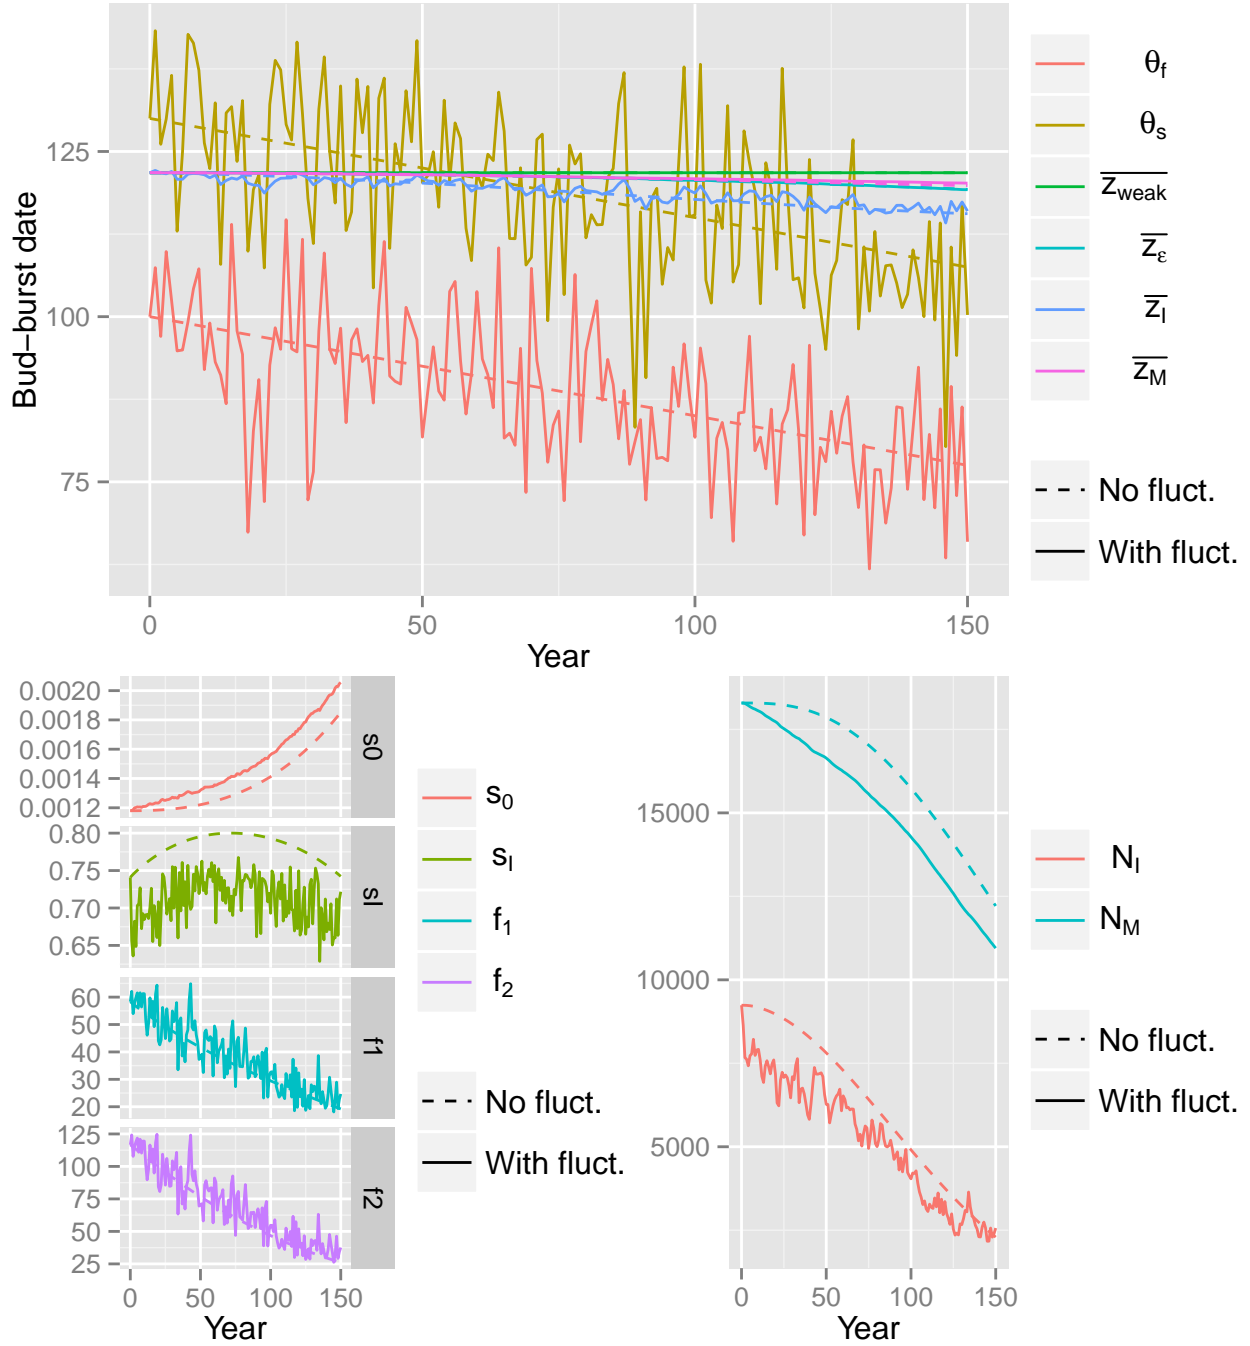 Bud−burst date
125
100
75
0
50
100
150
Year
θf
θs
zweak
zε
zI
zM
No fluct.
With fluct.
0.0020
0.0018
0.0016
0.0014
0.0012
s0
0.80
0.75
0.70
0.65
sI
60
50
40
30
20
f1
125
100
75
50
25
f2
0
50
100
150
Year
s0
sI
f1
f2
No fluct.
With fluct.
15000
10000
5000
0
50
100
150
Year
NI
NM
No fluct.
With fluct.